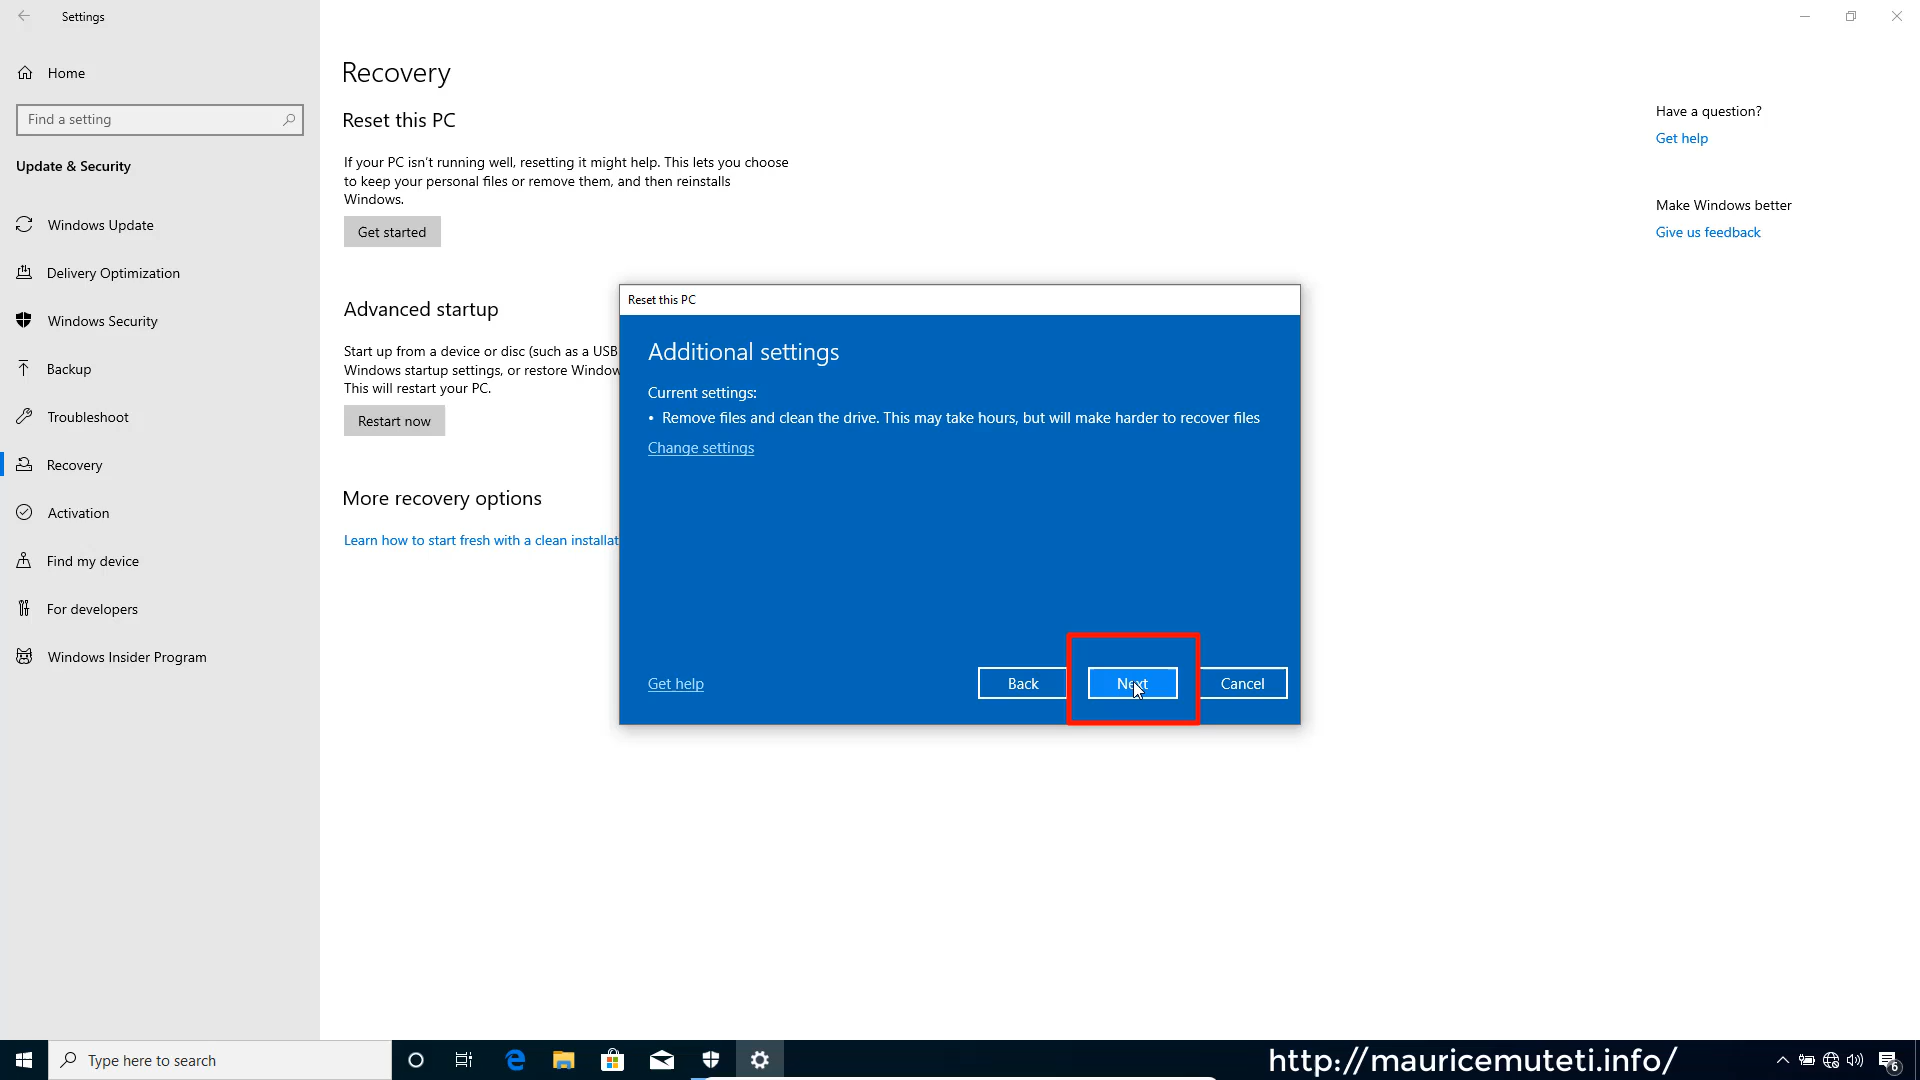 Settings
Home
Find a setting
Update & Security
Windows Update
Delivery Optimization
Windows Security
Backup
Troubleshoot
Recovery
Activation
Find my device
For developers
Windows Insider Program
Recovery
Reset this PC
If your PC isn't running well, resetting it might help. This lets you choose
to keep your personal files or remove them, and then reinstalls
Windows.
Get started
Advanced startup
Start up from a device or disc (such as a USB
Windows startup settings, or restore Window
This will restart your PC.
Restart now
More recovery options
Learn how to start fresh with a clean installat
Have a question?
Get help
Make Windows better
Give us feedback
Reset this PC
Additional settings
Current settings:
• Remove files and clean the drive. This may take hours, but will make harder to recover files
Change settings
Get help
Back
Next
Cancel
Type here to search
http://mauricemuteti.info/
6